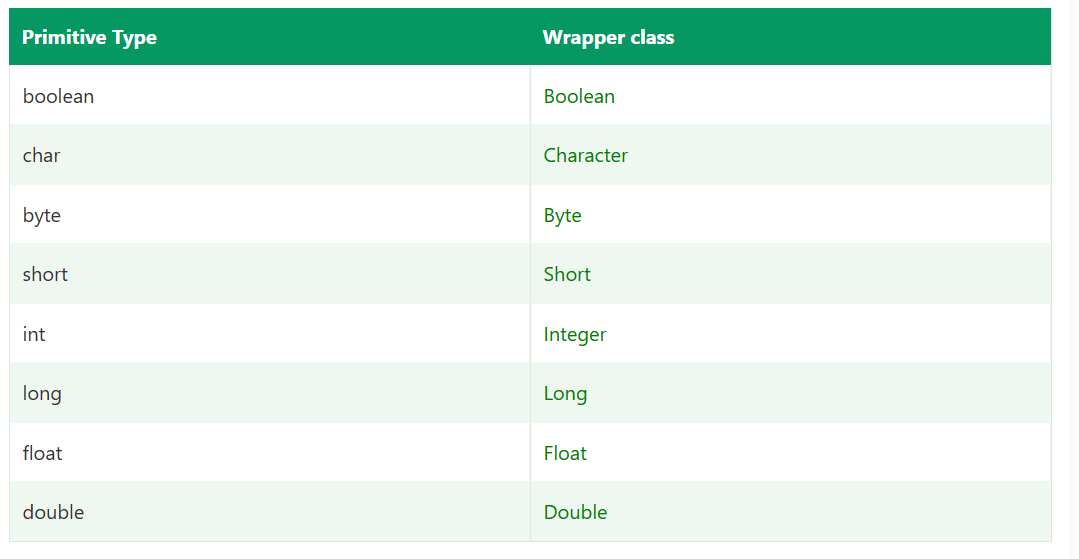 Primitive Type Wrapper class
boolean Boolean
char Character
byte Byte
short Short
int Integer
long Long
float Float
double Double